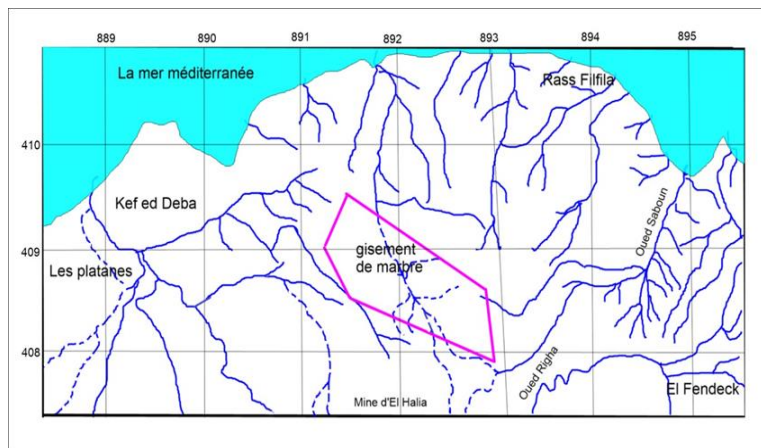 889 890 891 892 893 894 895
La mer méditerranée
Rass Filfila
410
Kef ed Deba
Oued Saboun
409
gisement
de marbre
Les platanes
408
Oued Righa
El Fendeck
Mine d'El Halia